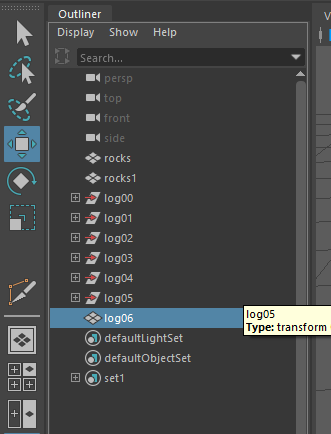 Outliner
V
Display Show Help
Search...
persp
top
front
side
rocks
rocks1
log00
log01
log02
log03
log04
log05
log06
log05
Type: transform
defaultLightSet
defaultObjectSet
set1